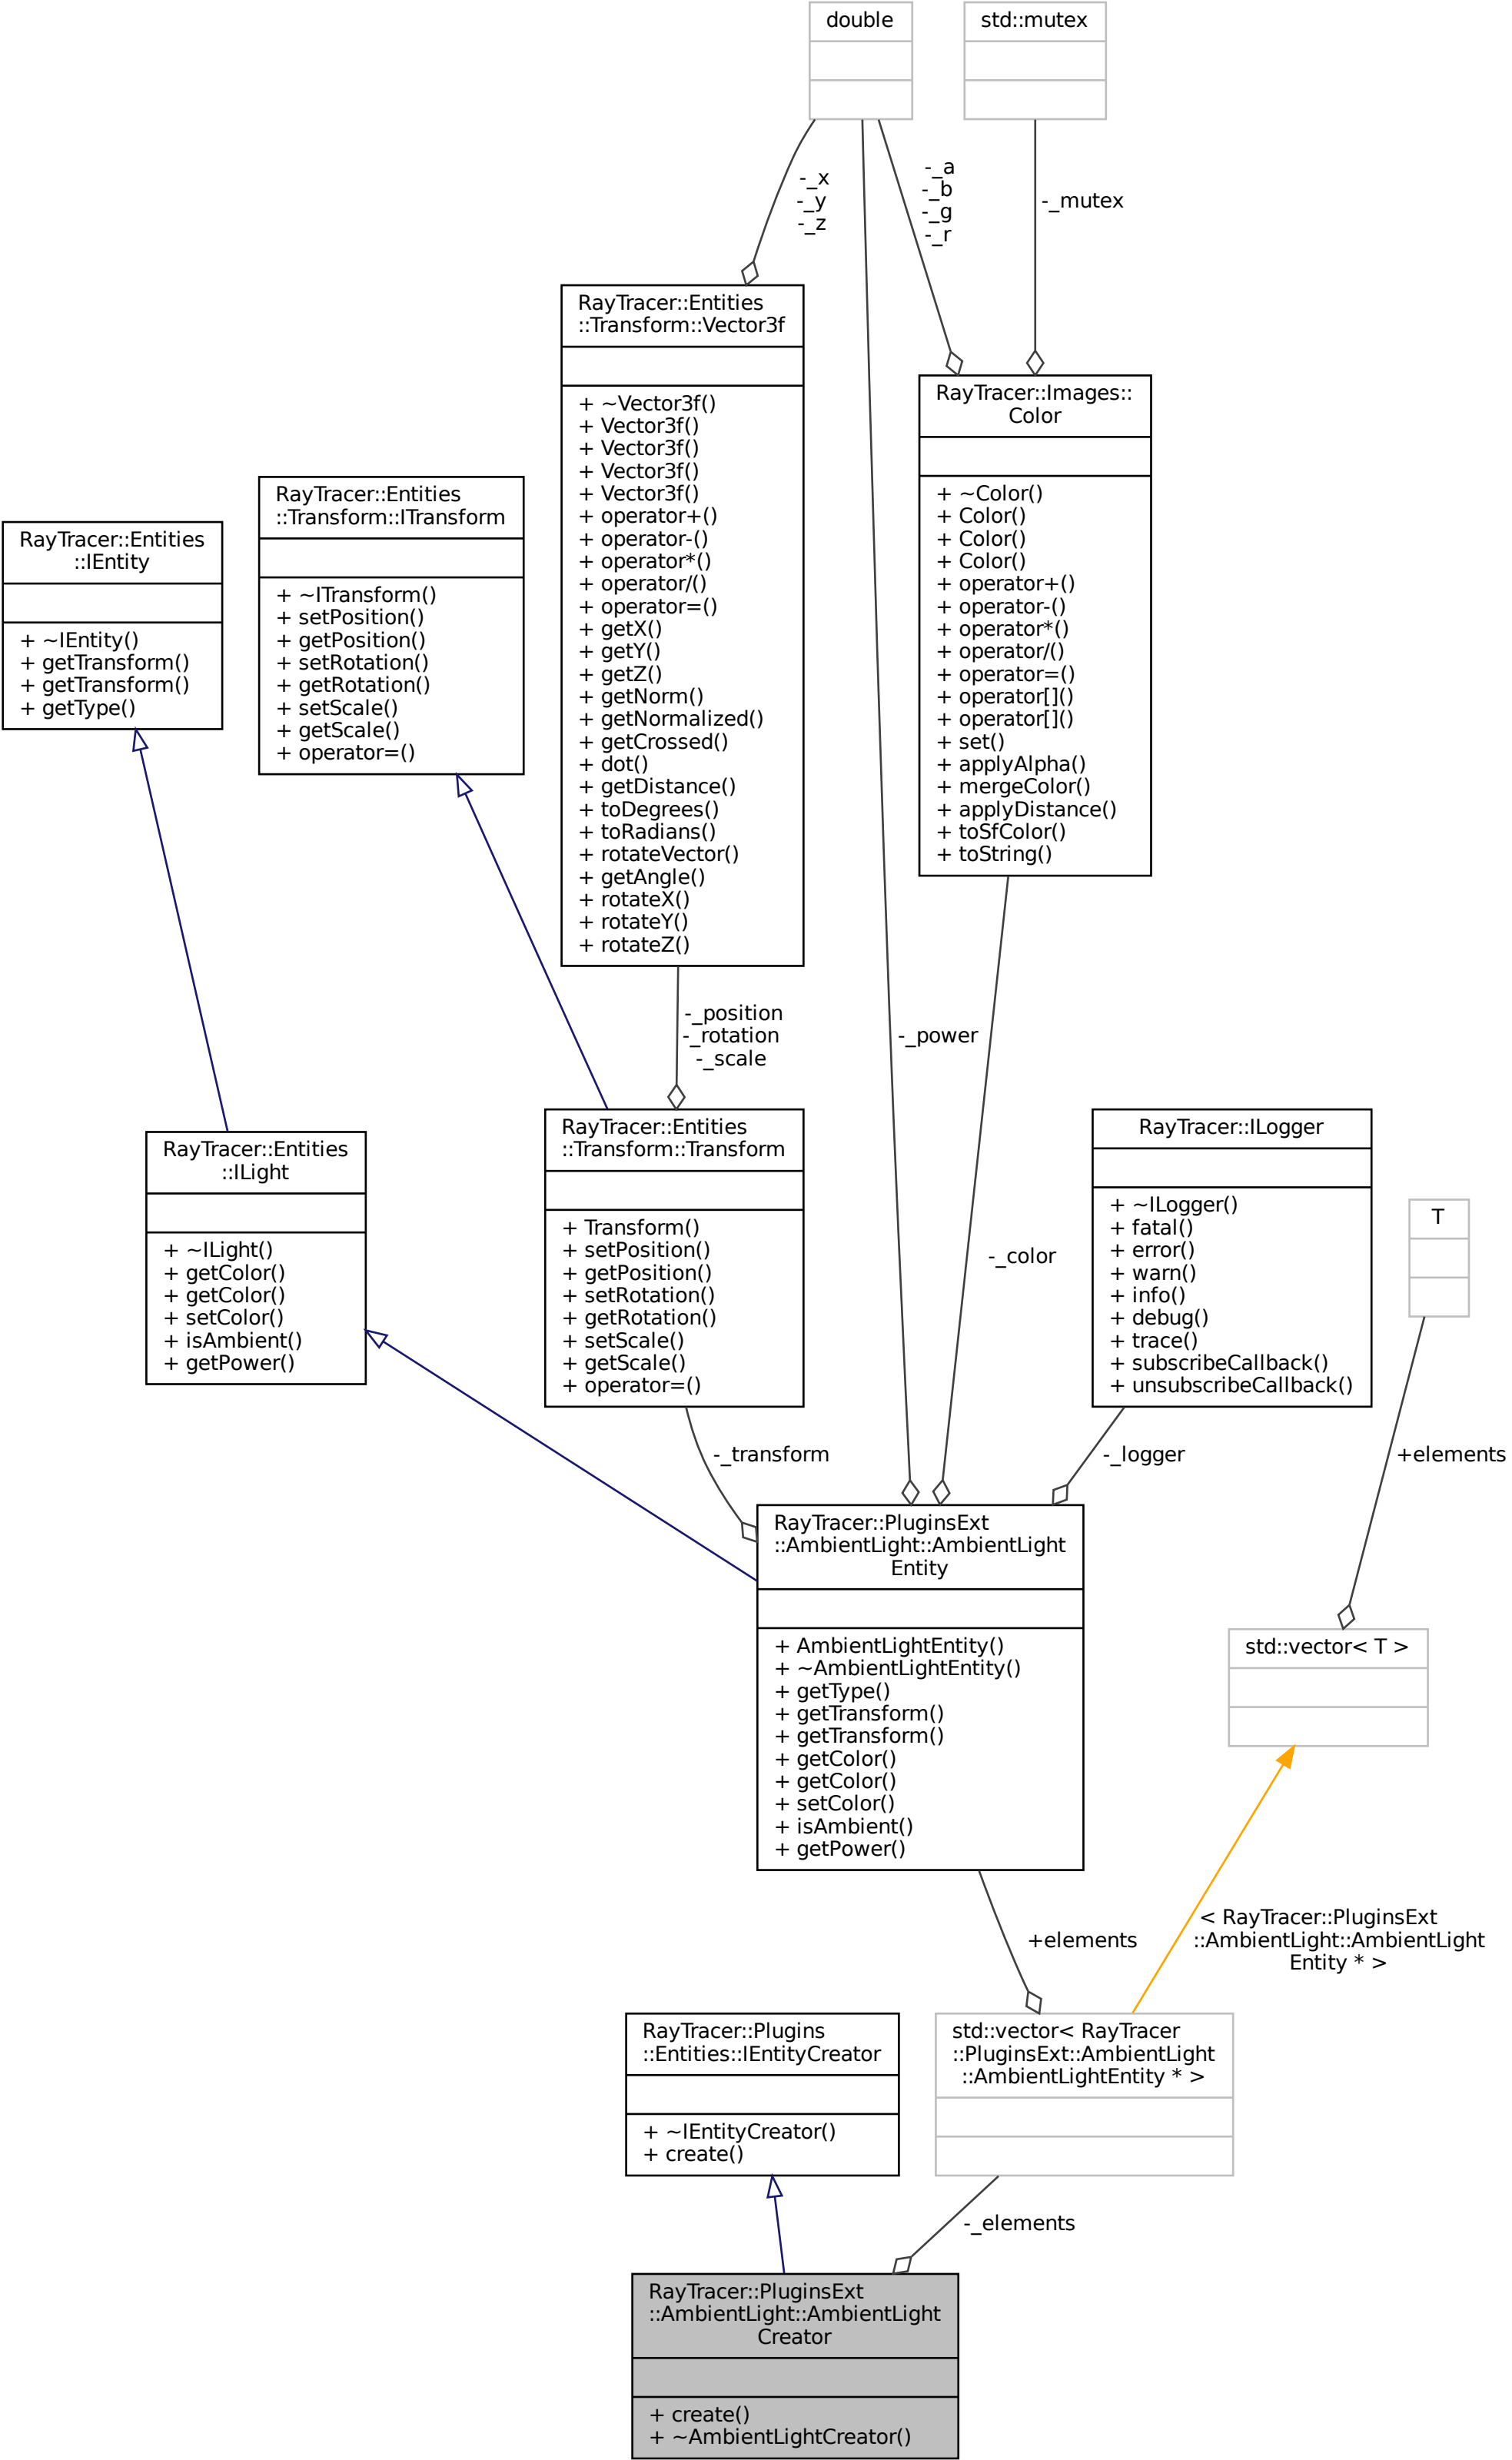 double
std::mutex
-_x
-_y
-_z
-_a
-_b
-_g
-_r
-_mutex
RayTracer::Entities
::Transform::Vector3f
+ ~Vector3f()
+ Vector3f()
+ Vector3f()
+ Vector3f()
+ Vector3f()
+ operator+()
+ operator-()
+ operator*()
+ operator/()
+ operator=()
+ getX()
+ getY()
+ getZ()
+ getNorm()
+ getNormalized()
+ getCrossed()
+ dot()
+ getDistance()
+ toDegrees()
+ toRadians()
+ rotateVector()
+ getAngle()
+ rotateX()
+ rotateY()
+ rotateZ()
RayTracer::Images::
Color
+ ~Color()
+ Color()
+ Color()
+ Color()
+ operator+()
+ operator-()
+ operator*()
+ operator/()
+ operator=()
+ operator[]()
+ operator[]()
+ set()
+ applyAlpha()
+ mergeColor()
+ applyDistance()
+ toSfColor()
+ toString()
RayTracer::Entities
::Transform::ITransform
+ ~ITransform()
+ setPosition()
+ getPosition()
+ setRotation()
+ getRotation()
+ setScale()
+ getScale()
+ operator=()
RayTracer::Entities
::IEntity
+ ~IEntity()
+ getTransform()
+ getTransform()
+ getType()
-_position
-_rotation
-_scale
-_power
RayTracer::Entities
::ILight
+ ~ILight()
+ getColor()
+ getColor()
+ setColor()
+ isAmbient()
+ getPower()
RayTracer::Entities
::Transform::Transform
+ Transform()
+ setPosition()
+ getPosition()
+ setRotation()
+ getRotation()
+ setScale()
+ getScale()
+ operator=()
-_color
RayTracer::ILogger
+ ~ILogger()
+ fatal()
+ error()
+ warn()
+ info()
+ debug()
+ trace()
+ subscribeCallback()
+ unsubscribeCallback()
T
-_transform
-_logger
+elements
RayTracer::PluginsExt
::AmbientLight::AmbientLight
Entity
+ AmbientLightEntity()
+ ~AmbientLightEntity()
+ getType()
+ getTransform()
+ getTransform()
+ getColor()
+ getColor()
+ setColor()
+ isAmbient()
+ getPower()
std::vector< T >
+elements
< RayTracer::PluginsExt
::AmbientLight::AmbientLight
Entity * >
RayTracer::Plugins
::Entities::IEntityCreator
+ ~IEntityCreator()
+ create()
std::vector< RayTracer
::PluginsExt::AmbientLight
::AmbientLightEntity * >
-_elements
RayTracer::PluginsExt
::AmbientLight::AmbientLight
Creator
+ create()
+ ~AmbientLightCreator()